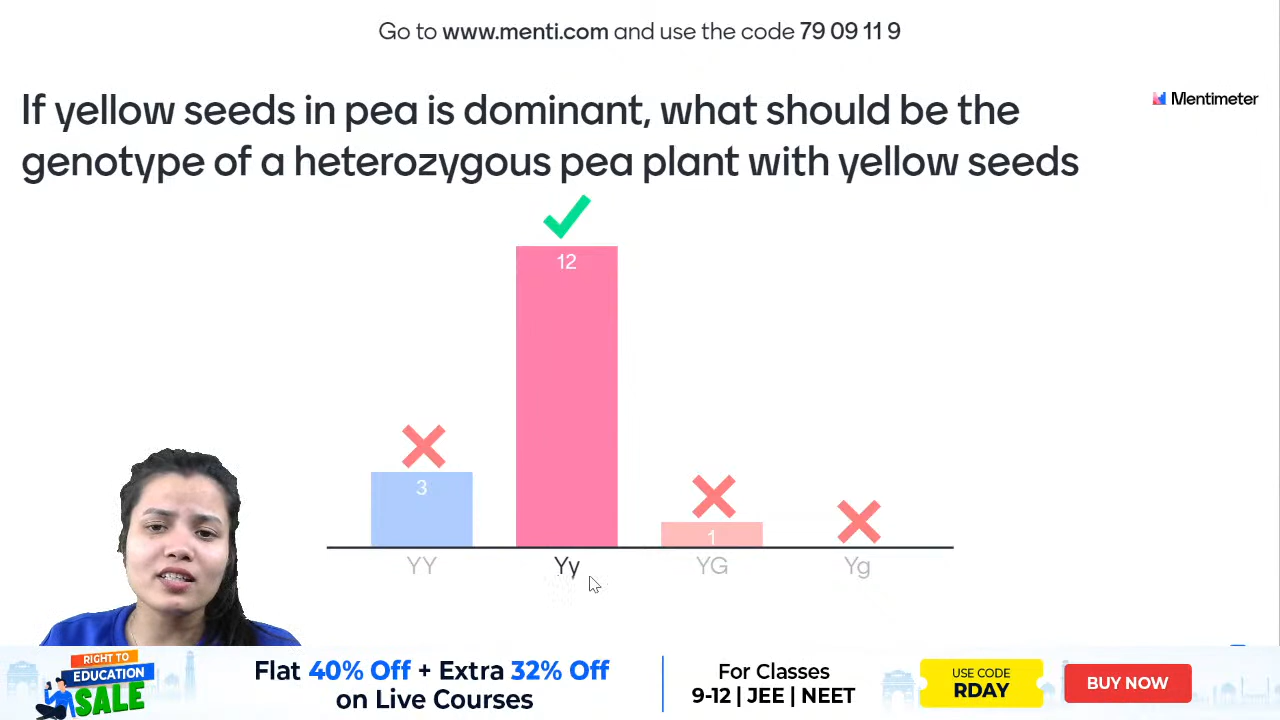 Go to www.menti.com and use the code 79 09 11 9
If yellow seeds in pea is dominant, what should be the
genotype of a heterozygous pea plant with yellow seeds
Mentimeter
12
3
1
YY
Yy
YG
Yg
RIGHT TO
EDUCATION
SALE
Flat 40% Off + Extra 32% Off
on Live Courses
For Classes
9-12 | JEE | NEET
USE CODE
RDAY
BUY NOW